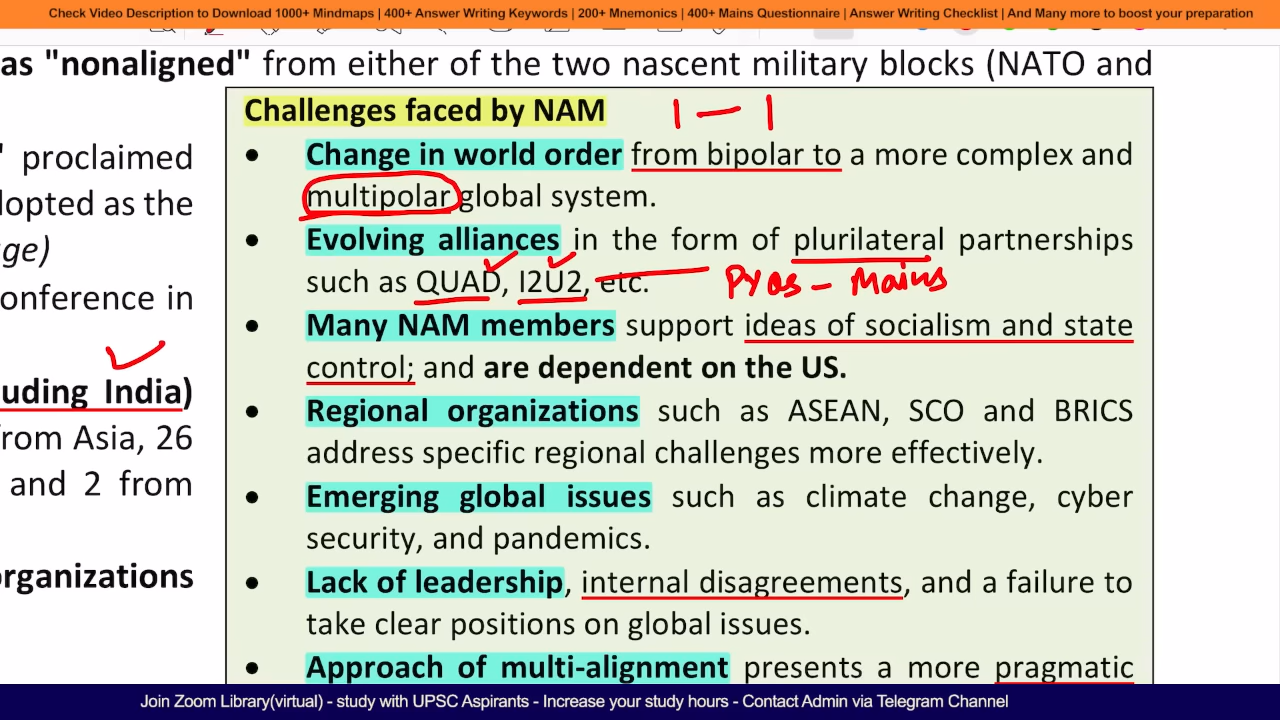 Check Video Description to Download 1000+ Mindmaps | 400+ Answer Writing Keywords | 200+ Mnemonics | 400+ Mains Questionnaire | Answer Writing Checklist | And Many more to boost your preparation
as "nonaligned" from either of the two nascent military blocks (NATO and
" proclaimed
dopted as the
ge)
onference in
uding India)
rom Asia, 26
and 2 from
organizations
Challenges faced by NAM 1 – 1
• Change in world order from bipolar to a more complex and
multipolar global system.
• Evolving alliances in the form of plurilateral partnerships
such as QUAD, I2U2, etc. PYQs – Mains
• Many NAM members support ideas of socialism and state
control; and are dependent on the US.
• Regional organizations such as ASEAN, SCO and BRICS
address specific regional challenges more effectively.
• Emerging global issues such as climate change, cyber
security, and pandemics.
• Lack of leadership, internal disagreements, and a failure to
take clear positions on global issues.
• Approach of multi-alignment presents a more pragmatic
Join Zoom Library(virtual) - study with UPSC Aspirants - Increase your study hours - Contact Admin via Telegram Channel